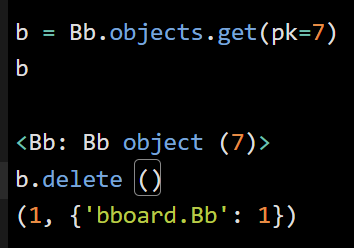 b = Bb.objects.get(pk=7)
b
<Bb: Bb object (7)>
b.delete ()
(1, {'bboard.Bb': 1})